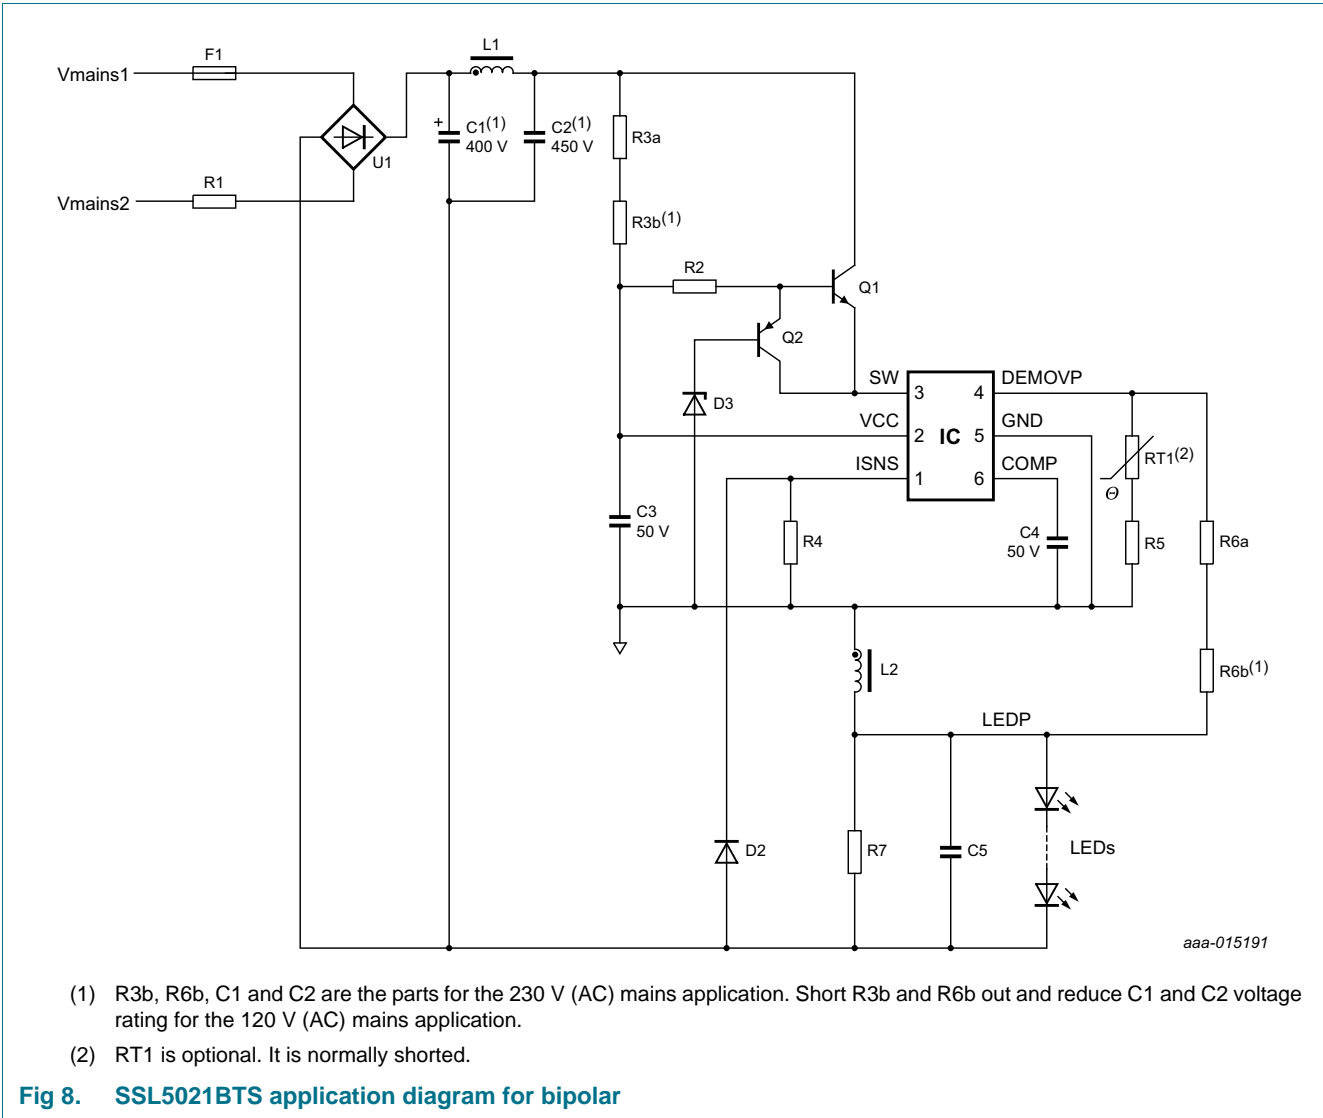 F1
L1
Vmains1
+
C1(1)
400 V
C2(1)
450 V
R3a
U1
R1
Vmains2
R3b(1)
R2
Q1
Q2
SW
DEMOVP
3
4
D3
VCC
GND
2
IC
5
RT1(2)
ISNS
COMP
1
6
Θ
C3
50 V
R4
C4
50 V
R5
R6a
L2
R6b(1)
LEDP
D2
R7
C5
LEDs
aaa-015191
(1) R3b, R6b, C1 and C2 are the parts for the 230 V (AC) mains application. Short R3b and R6b out and reduce C1 and C2 voltage
rating for the 120 V (AC) mains application.
(2) RT1 is optional. It is normally shorted.
Fig 8. SSL5021BTS application diagram for bipolar